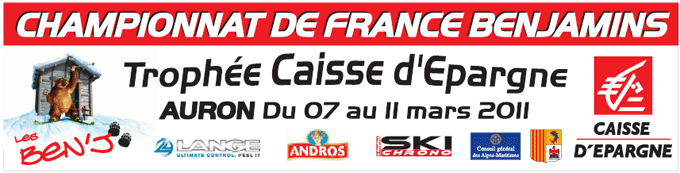 CHAMPIONNAT DE FRANCE BENJAMINS
Trophée Caisse d'Epargne
AURON Du 07 au 11 mars 2011
Les
BEN'J
LANGE
ULTIMATE CONTROL. FEEL IT
ANDROS
SKI
CHRONO
Conseil général
des Alpes-Maritimes
CAISSE
D'EPARGNE